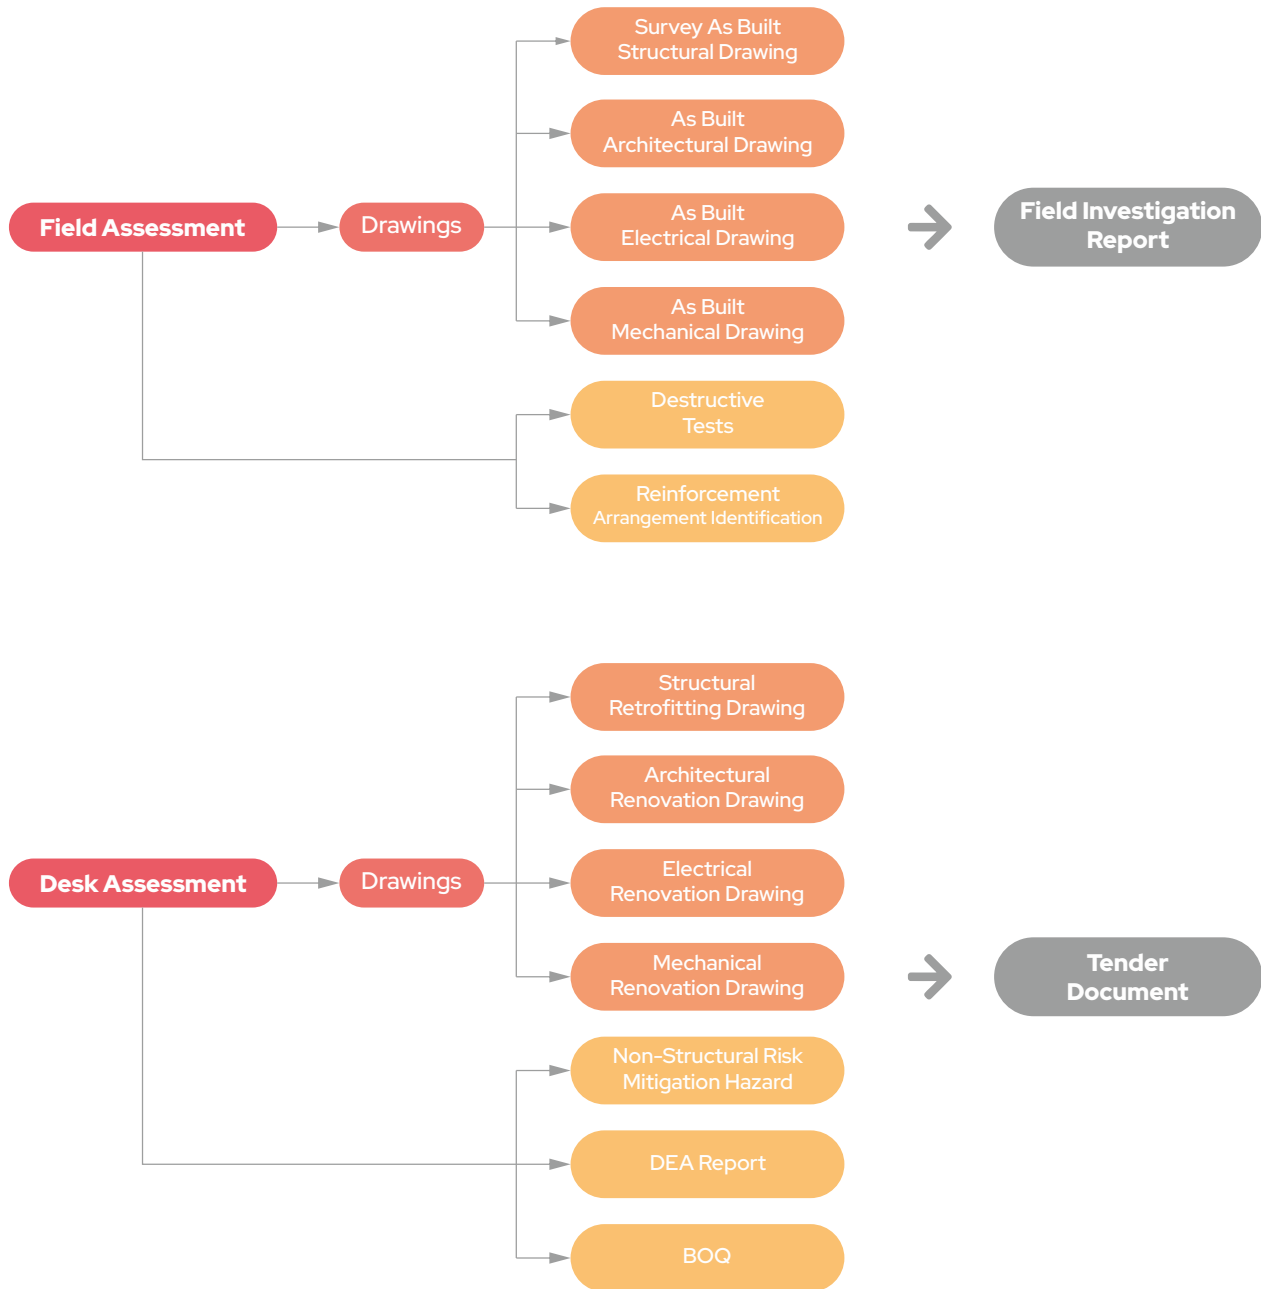 Survey As Built
Structural Drawing
As Built
Architectural Drawing
Field Assessment
Drawings
As Built
Electrical Drawing
Field Investigation
Report
As Built
Mechanical Drawing
Destructive
Tests
Reinforcement
Arrangement Identification
Structural
Retrofitting Drawing
Architectural
Renovation Drawing
Desk Assessment
Drawings
Electrical
Renovation Drawing
Mechanical
Renovation Drawing
Tender
Document
Non-Structural Risk
Mitigation Hazard
DEA Report
BOQ